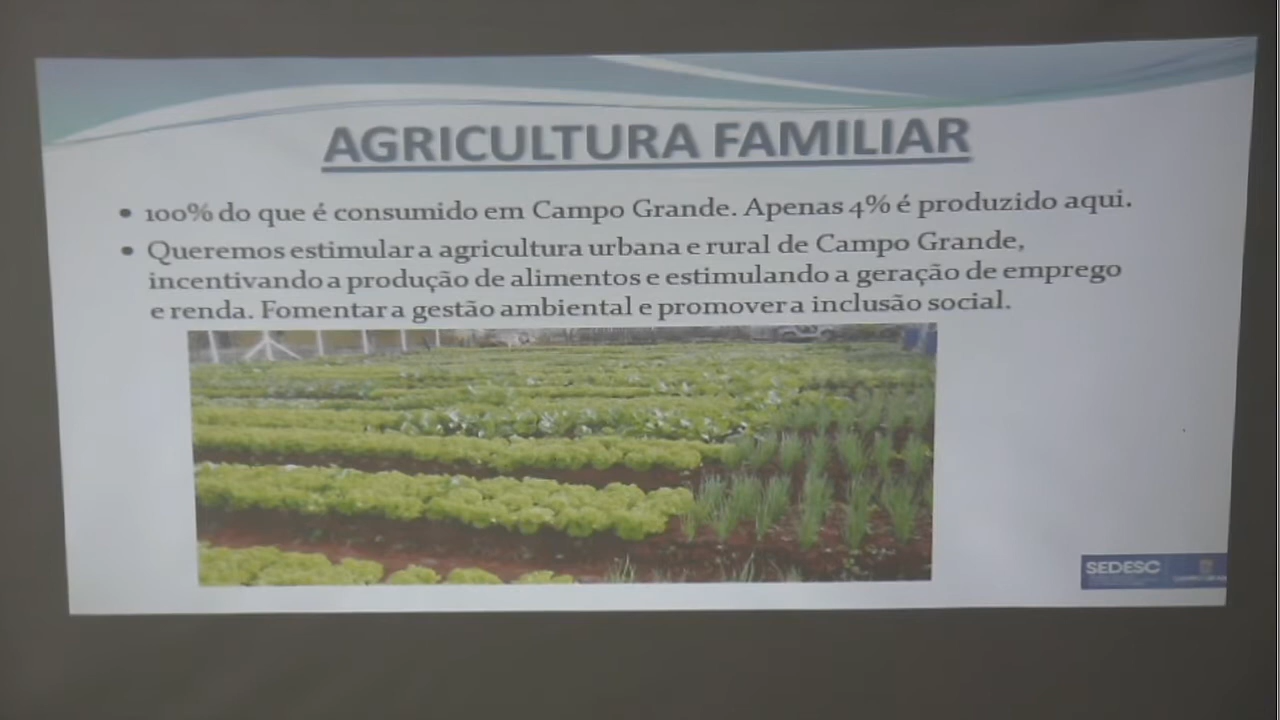 AGRICULTURA FAMILIAR
• 100% do que é consumido em Campo Grande. Apenas 4% é produzido aqui.
• Queremos estimular a agricultura urbana e rural de Campo Grande,
incentivando a produção de alimentos e estimulando a geração de emprego
e renda. Fomentar a gestão ambiental e promover a inclusão social.
SEDESC